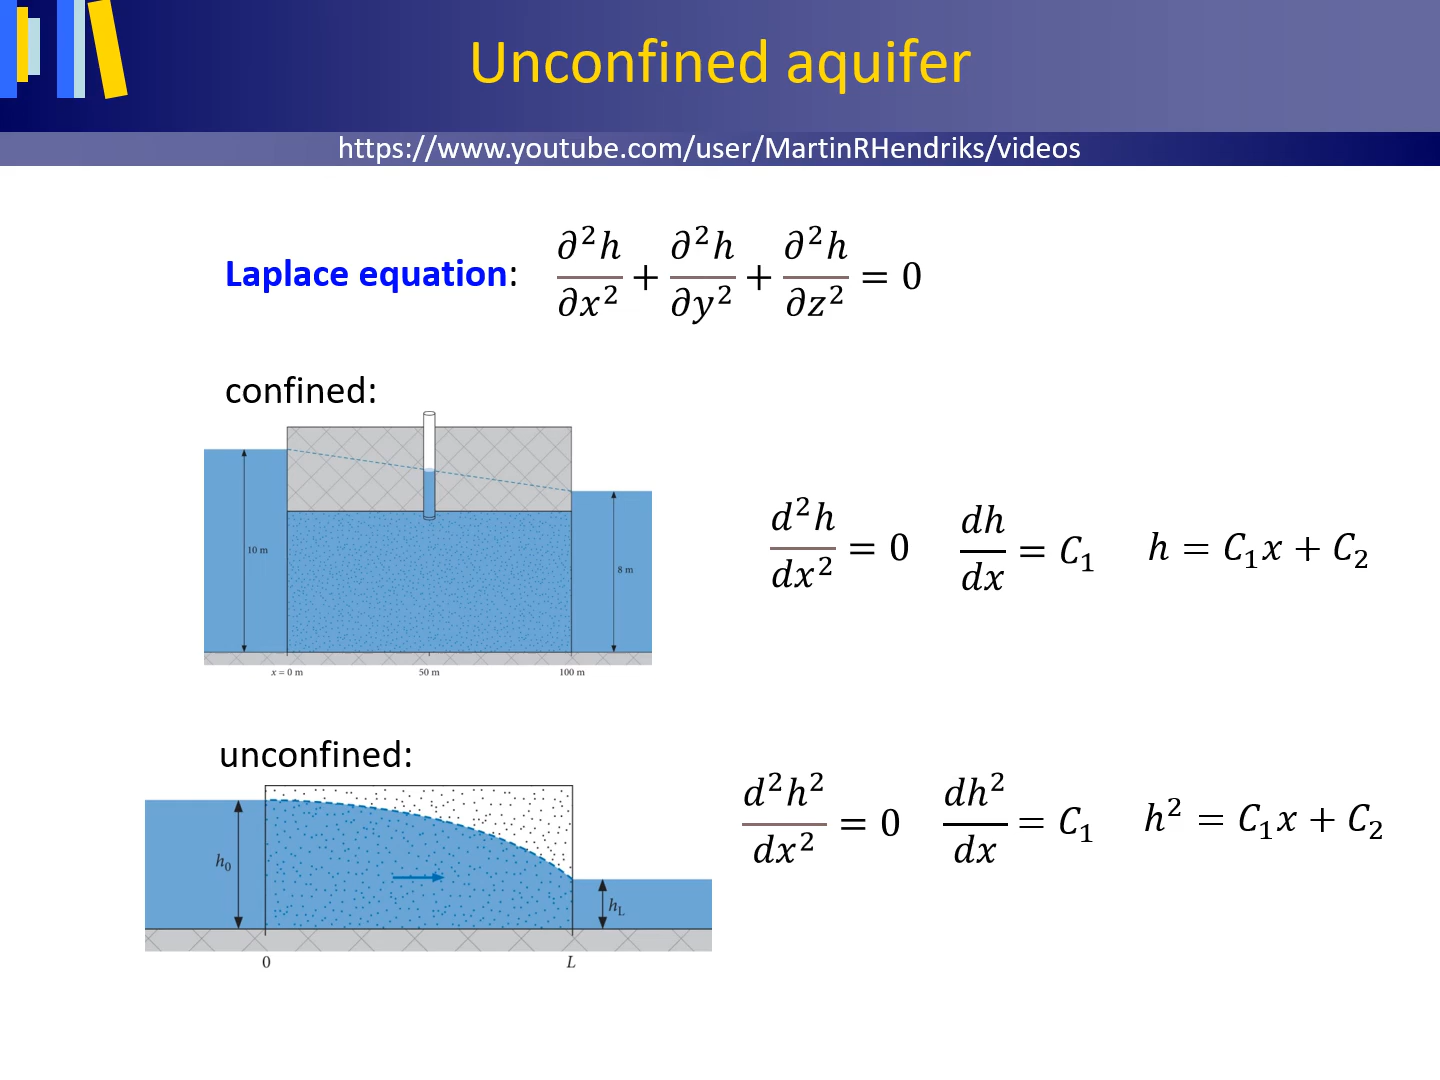 Unconfined aquifer
https://www.youtube.com/user/MartinRHendriks/videos
Laplace equation: ∂²h/∂x² + ∂²h/∂y² + ∂²h/∂z² = 0
confined:
10 m
8 m
x = 0 m 50 m 100 m
d²h/dx² = 0 dh/dx = C₁ h = C₁x + C₂
unconfined:
h₀
hL
0 L
d²h²/dx² = 0 dh²/dx = C₁ h² = C₁x + C₂